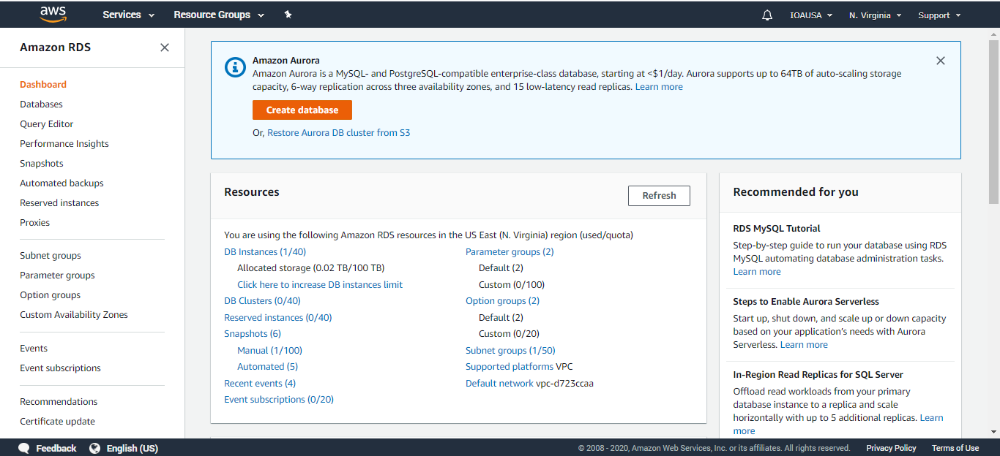 aws
Services
Resource Groups
IOAUSA
N. Virginia
Support
Amazon RDS
Dashboard
Databases
Query Editor
Performance Insights
Snapshots
Automated backups
Reserved instances
Proxies
Subnet groups
Parameter groups
Option groups
Custom Availability Zones
Events
Event subscriptions
Recommendations
Certificate update
Amazon Aurora
Amazon Aurora is a MySQL- and PostgreSQL-compatible enterprise-class database, starting at <$1/day. Aurora supports up to 64TB of auto-scaling storage
capacity, 6-way replication across three availability zones, and 15 low-latency read replicas. Learn more
Create database
Or, Restore Aurora DB cluster from S3
Resources
Refresh
You are using the following Amazon RDS resources in the US East (N. Virginia) region (used/quota)
DB Instances (1/40)
Allocated storage (0.02 TB/100 TB)
Click here to increase DB instances limit
DB Clusters (0/40)
Reserved instances (0/40)
Snapshots (6)
Manual (1/100)
Automated (5)
Recent events (4)
Event subscriptions (0/20)
Parameter groups (2)
Default (2)
Custom (0/100)
Option groups (2)
Default (2)
Custom (0/20)
Subnet groups (1/50)
Supported platforms VPC
Default network vpc-d723ccaa
Recommended for you
RDS MySQL Tutorial
Step-by-step guide to run your database using RDS
MySQL automating database administration tasks.
Learn more
Steps to Enable Aurora Serverless
Start up, shut down, and scale up or down capacity
based on your application's needs with Aurora
Serverless. Learn more
In-Region Read Replicas for SQL Server
Offload read workloads from your primary
database instance to a replica and scale
horizontally with up to 5 additional replicas. Learn
more
Feedback
English (US)
© 2008 - 2020, Amazon Web Services, Inc. or its affiliates. All rights reserved.
Privacy Policy
Terms of Use